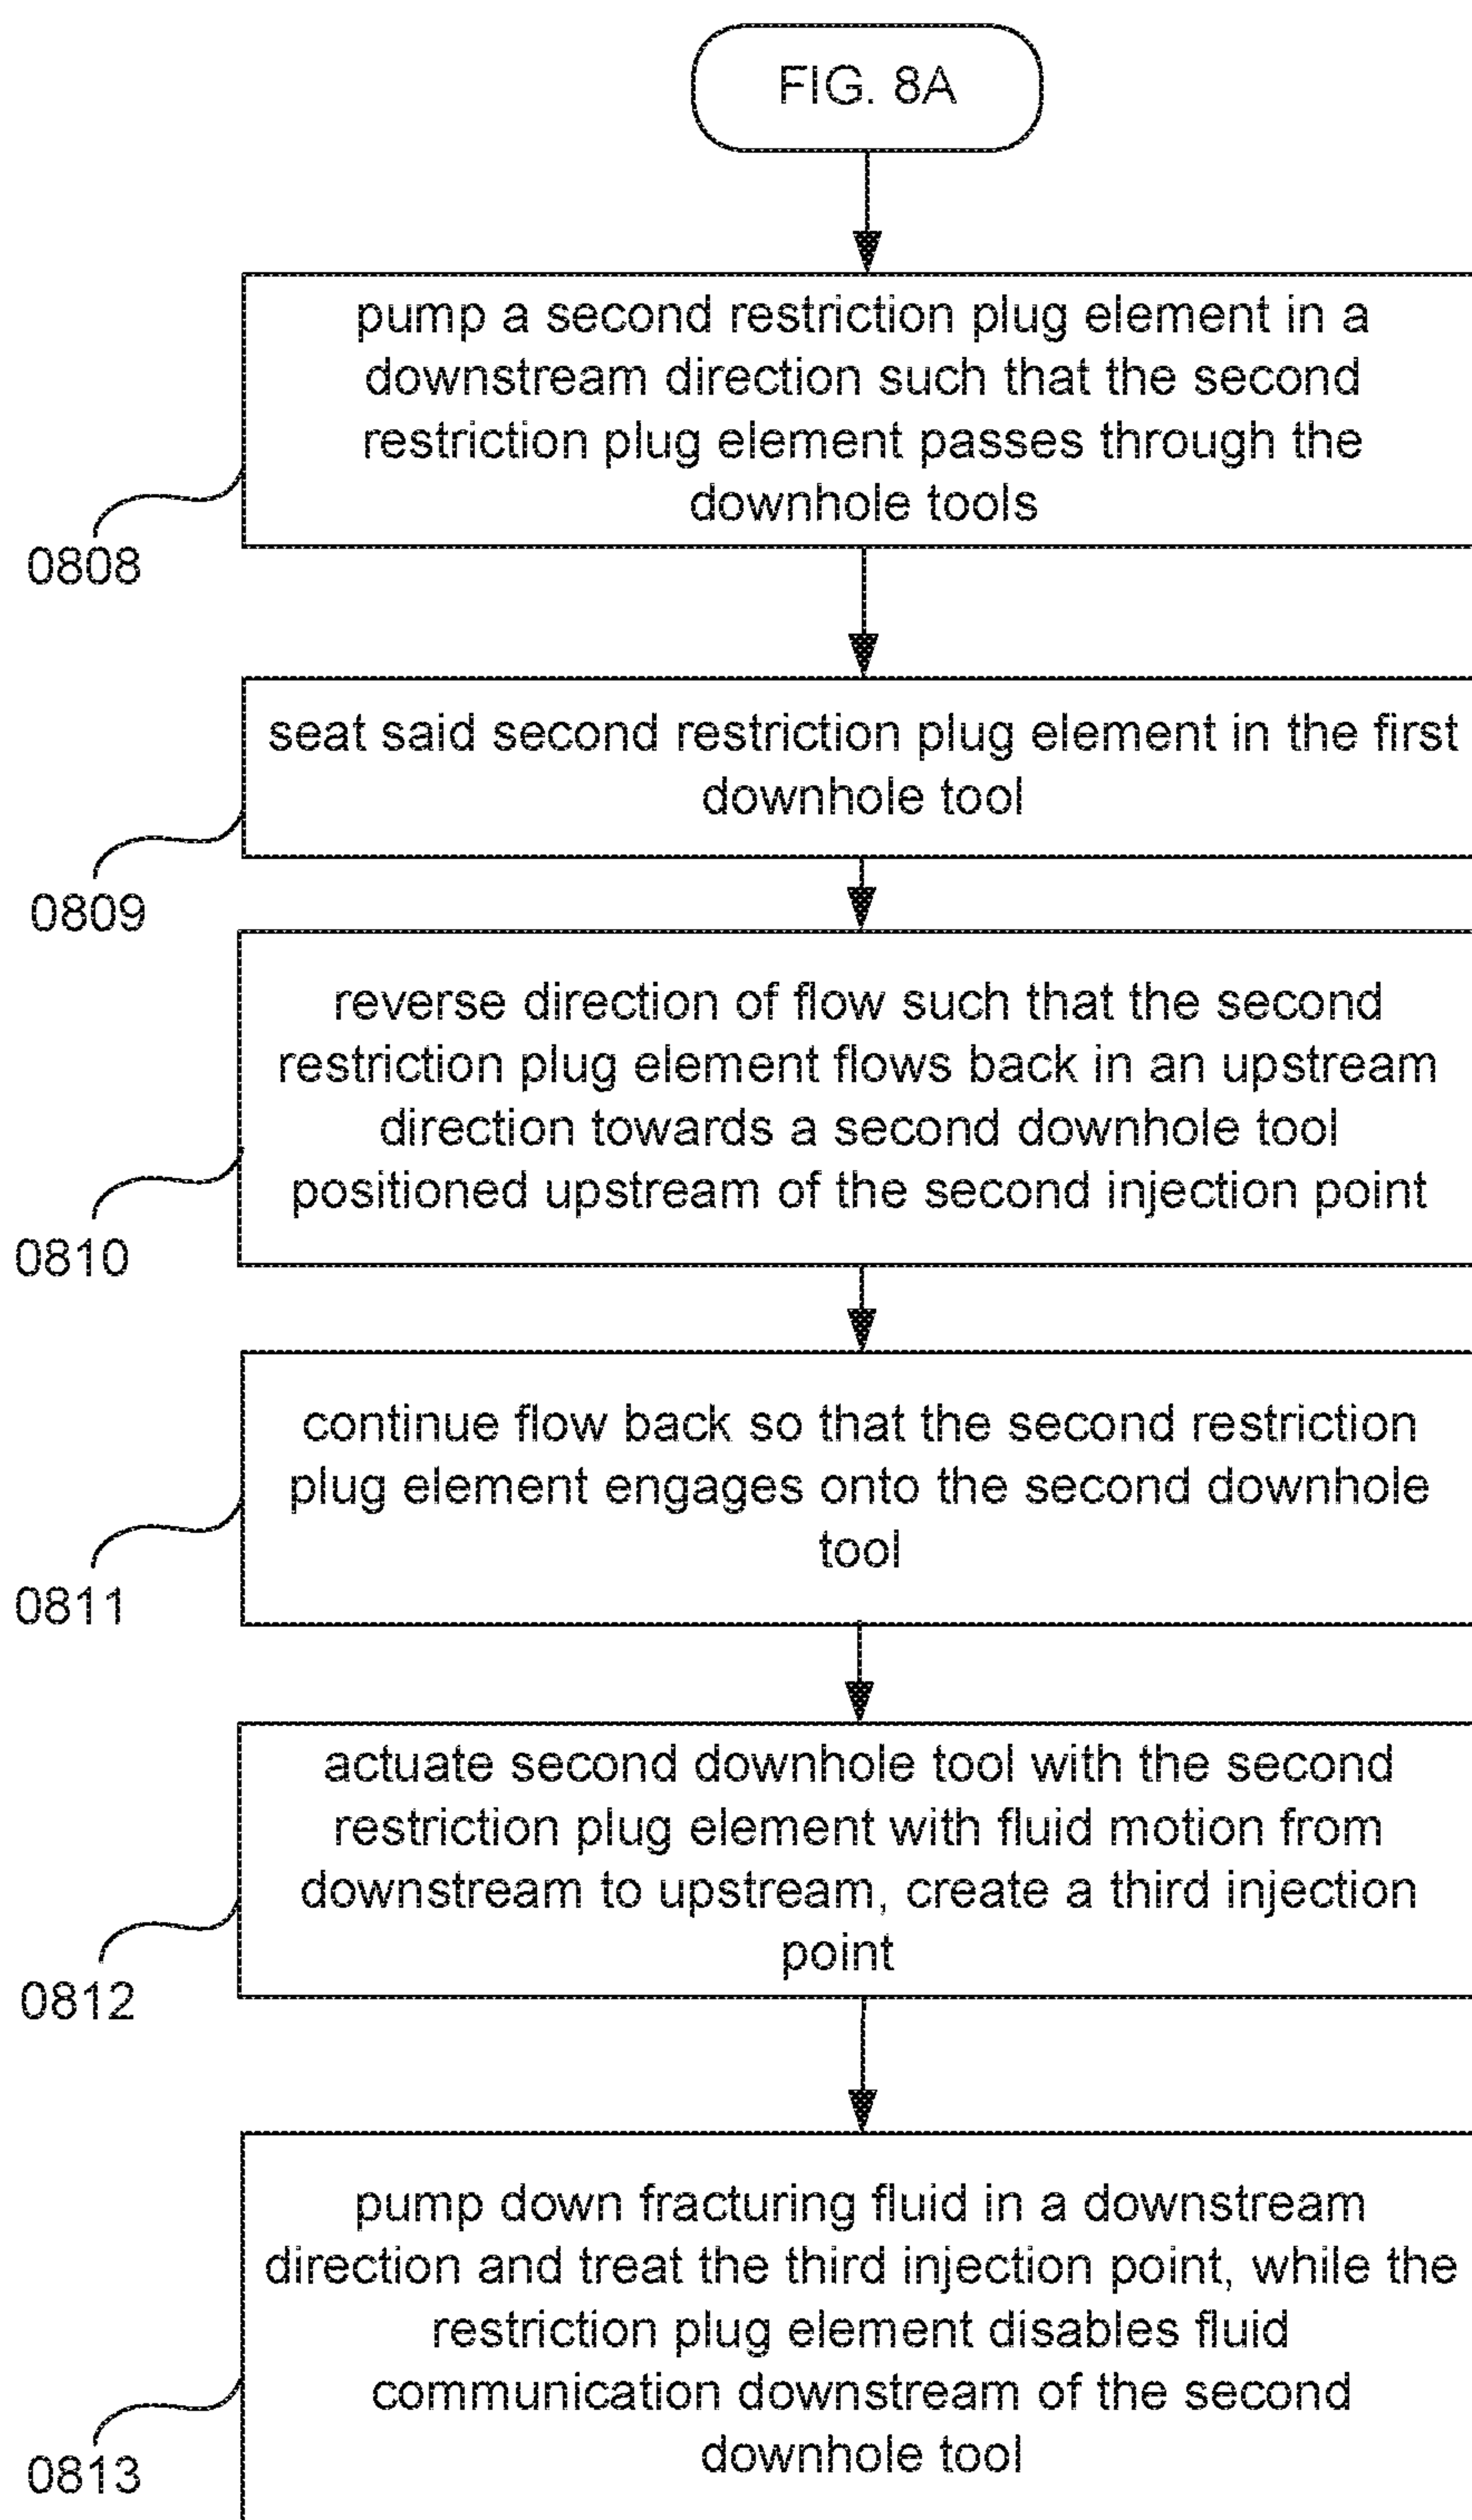 FIG. 8A
pump a second restriction plug element in a
downstream direction such that the second
restriction plug element passes through the
downhole tools
0808
seat said second restriction plug element in the first
downhole tool
0809
reverse direction of flow such that the second
restriction plug element flows back in an upstream
direction towards a second downhole tool
positioned upstream of the second injection point
0810
continue flow back so that the second restriction
plug element engages onto the second downhole
tool
0811
actuate second downhole tool with the second
restriction plug element with fluid motion from
downstream to upstream, create a third injection
point
0812
pump down fracturing fluid in a downstream
direction and treat the third injection point, while the
restriction plug element disables fluid
communication downstream of the second
downhole tool
0813